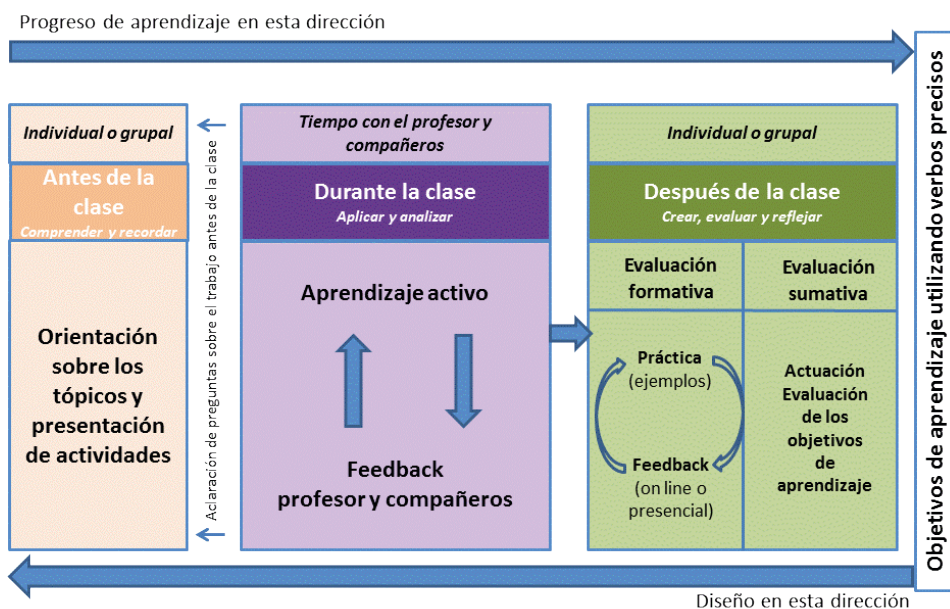 Progreso de aprendizaje en esta dirección
Individual o grupal
Antes de la
clase
Comprender y recordar
Orientación
sobre los
tópicos y
presentación
de actividades
Aclaración de preguntas sobre el trabajo antes de la clase
Tiempo con el profesor y
compañeros
Durante la clase
Aplicar y analizar
Aprendizaje activo
Feedback
profesor y compañeros
Individual o grupal
Después de la clase
Crear, evaluar y reflejar
Evaluación
formativa
Práctica
(ejemplos)
Feedback
(on line o
presencial)
Evaluación
sumativa
Actuación
Evaluación
de los
objetivos
de
aprendizaje
Objetivos de aprendizaje utilizando verbos precisos
Diseño en esta dirección